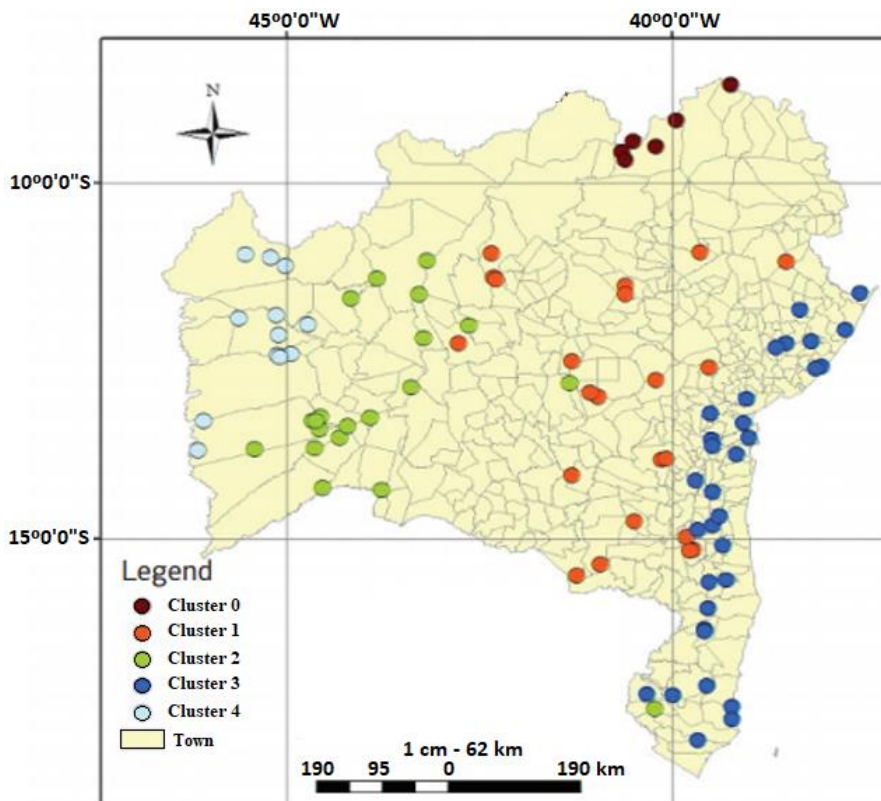 45º0'0"W 40º0'0"W
N
10º0'0"S
15º0'0"S
Legend
Cluster 0
Cluster 1
Cluster 2
Cluster 3
Cluster 4
Town
1 cm - 62 km
190 95 0 190 km